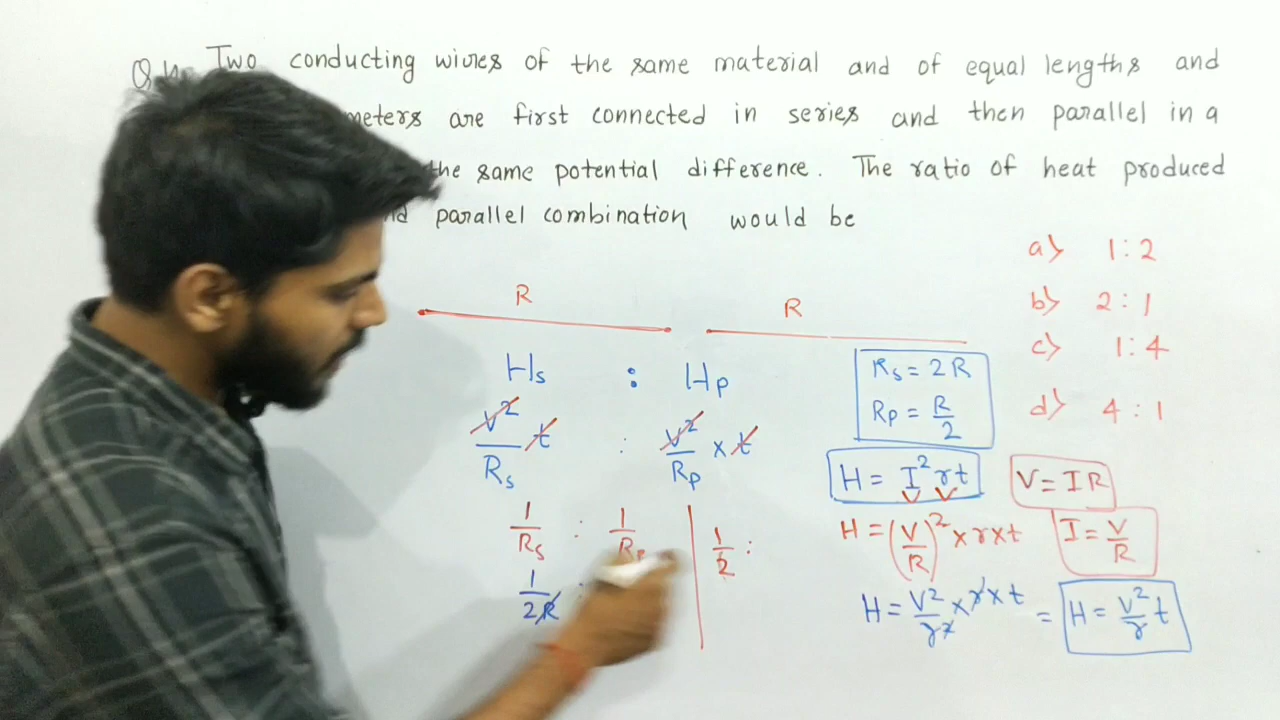 Two conducting wires of the same material and of equal lengths and
meters are first connected in series and then parallel in a
the same potential difference. The ratio of heat produced
parallel combination would be
a) 1:2
b) 2:1
c) 1:4
d) 4:1
R R
Hs : Hp
V²/Rs t : V²/Rp × t
1/Rs : 1/R
1/2R :
1/2 :
Rs = 2R
Rp = R/2
H = I²rt
V = IR
H = (V/R)² × r × t
I = V/R
H = V²/r² × r × t = H = V²/r t